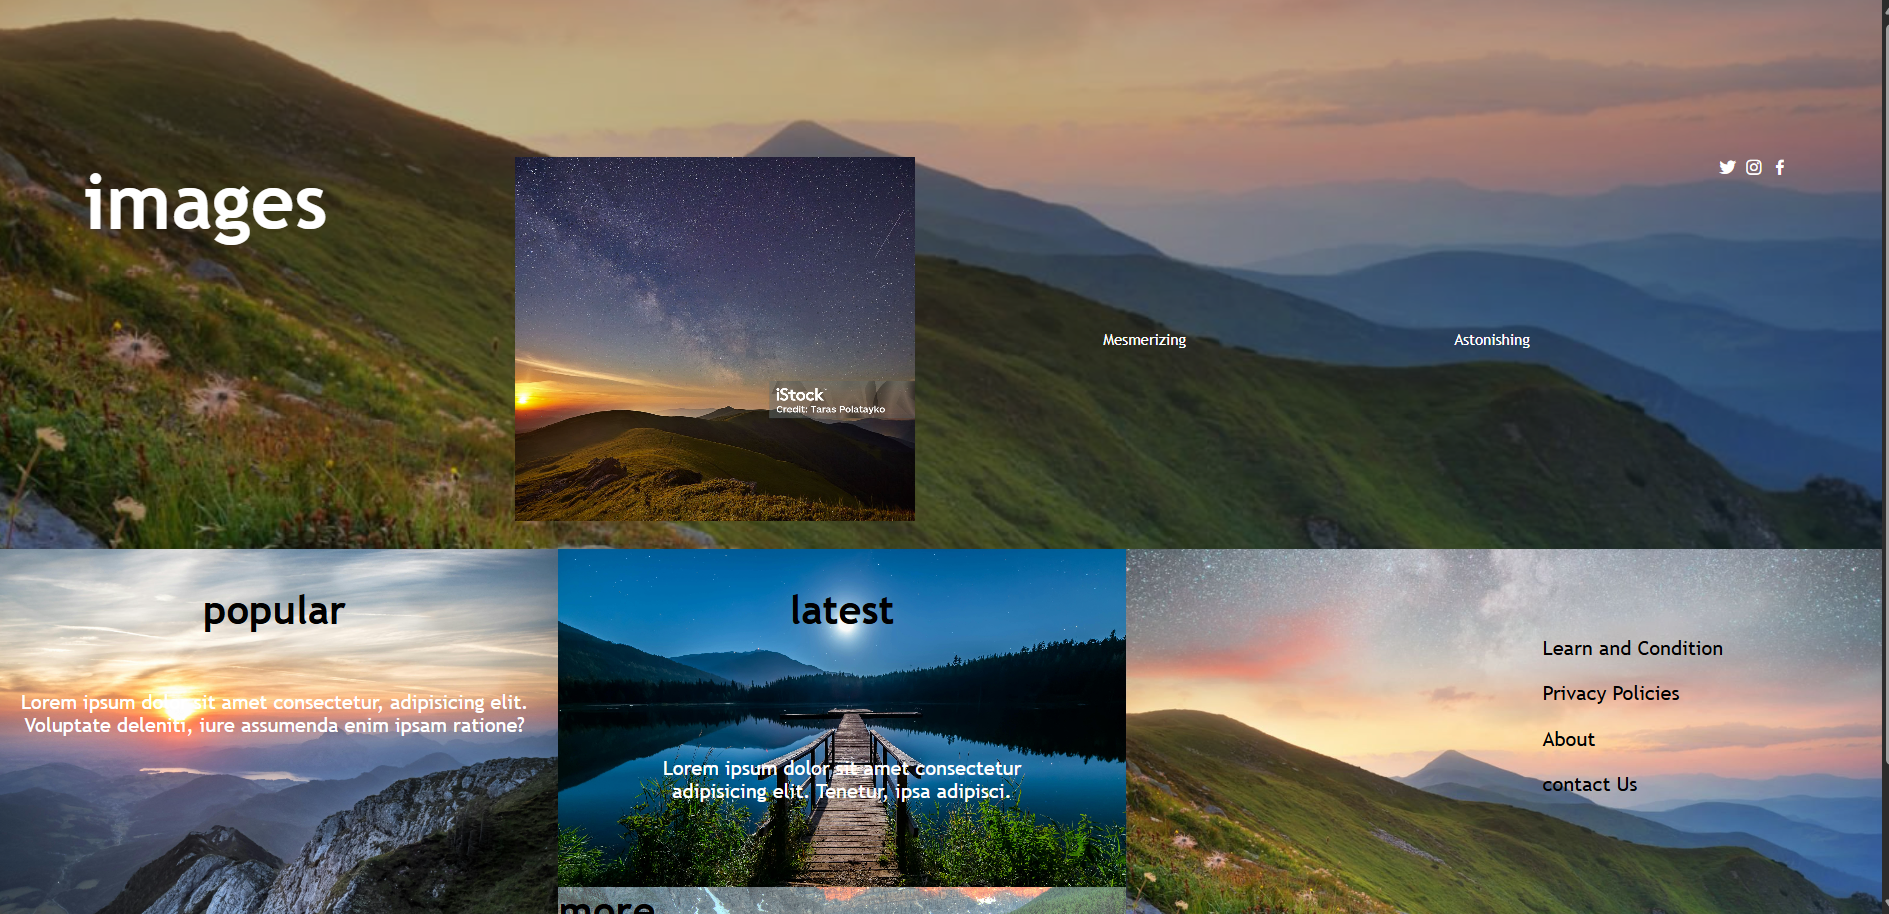 images
iStock
Credit: Taras Polatayko
Mesmerizing
Astonishing
popular
Lorem ipsum dolor sit amet consectetur, adipisicing elit.
Voluptate deleniti, iure assumenda enim ipsam ratione?
latest
Lorem ipsum dolor sit amet consectetur
adipisicing elit. Tenetur, ipsa adipisci.
more
Learn and Condition
Privacy Policies
About
contact Us